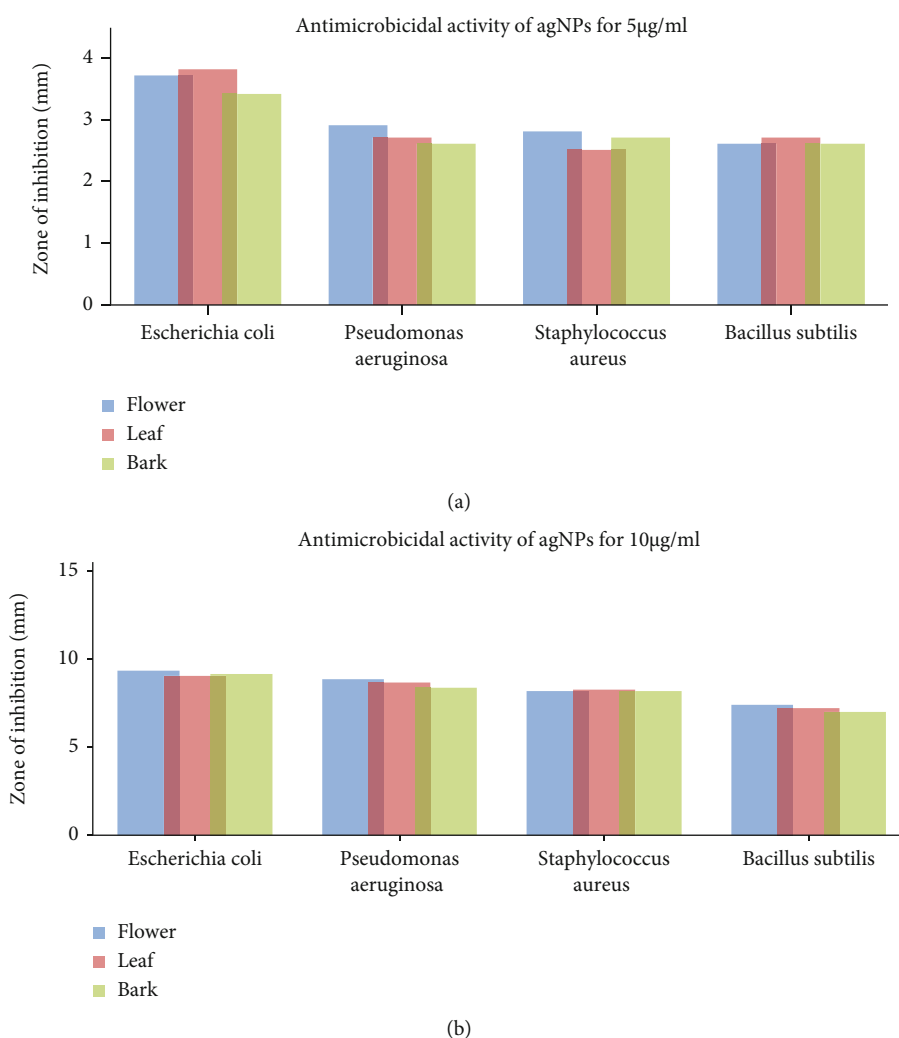 Antimicrobicidal activity of agNPs for 5µg/ml
Zone of inhibition (mm)
4
3
2
1
0
Escherichia coli
Pseudomonas
aeruginosa
Staphylococcus
aureus
Bacillus subtilis
Flower
Leaf
Bark
(a)
Antimicrobicidal activity of agNPs for 10µg/ml
Zone of inhibition (mm)
15
10
5
0
Escherichia coli
Pseudomonas
aeruginosa
Staphylococcus
aureus
Bacillus subtilis
Flower
Leaf
Bark
(b)